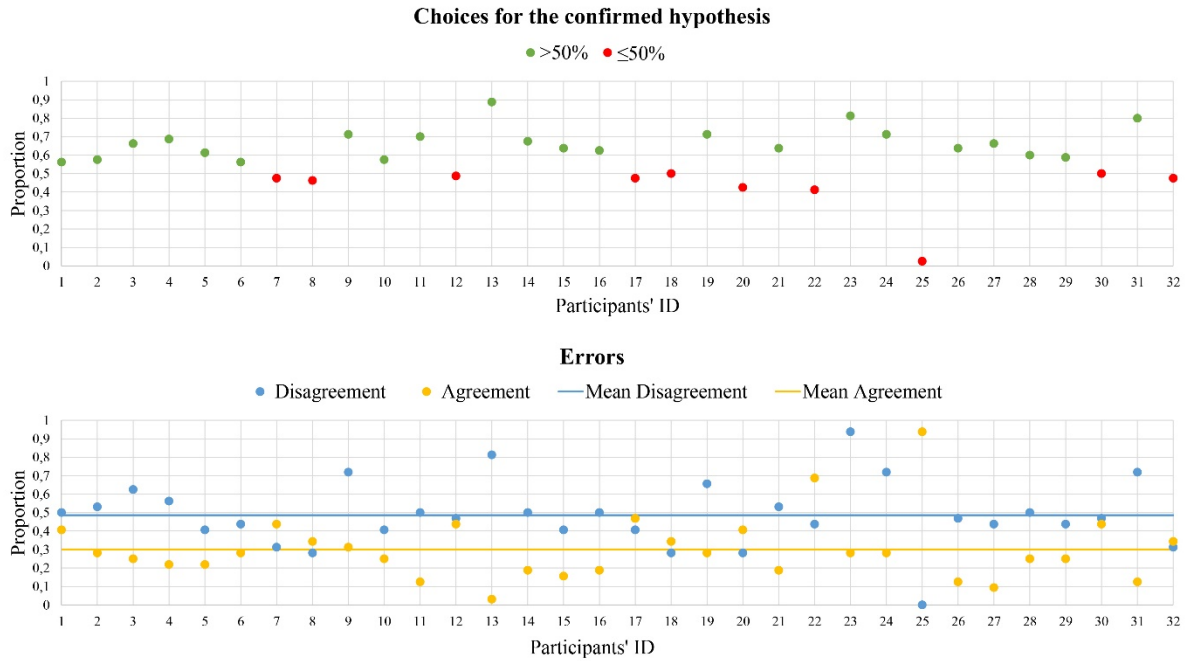 Choices for the confirmed hypothesis
>50% ≤50%
Proportion
1
0,9
0,8
0,7
0,6
0,5
0,4
0,3
0,2
0,1
0
1 2 3 4 5 6 7 8 9 10 11 12 13 14 15 16 17 18 19 20 21 22 23 24 25 26 27 28 29 30 31 32
Participants' ID
Errors
Disagreement Agreement Mean Disagreement Mean Agreement
Proportion
1
0,9
0,8
0,7
0,6
0,5
0,4
0,3
0,2
0,1
0
1 2 3 4 5 6 7 8 9 10 11 12 13 14 15 16 17 18 19 20 21 22 23 24 25 26 27 28 29 30 31 32
Participants' ID